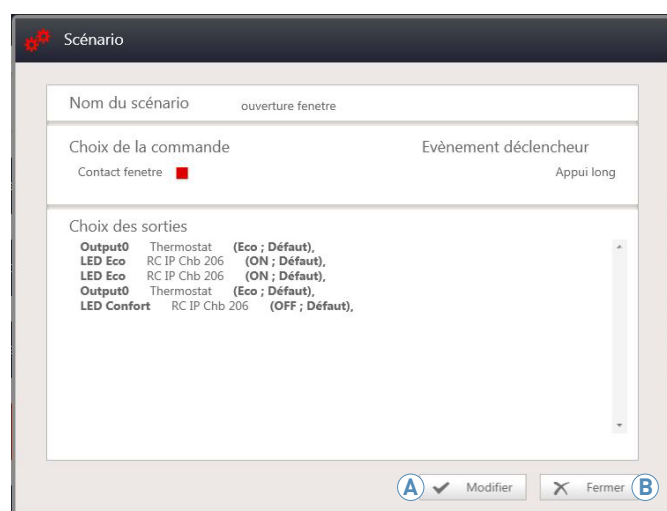 Scénario
Nom du scénario ouverture fenetre
Choix de la commande Evènement déclencheur
Contact fenetre Appui long
Choix des sorties
Output0 Thermostat (Eco ; Défaut),
LED Eco RC IP Chb 206 (ON ; Défaut),
LED Eco RC IP Chb 206 (ON ; Défaut),
Output0 Thermostat (Eco ; Défaut),
LED Confort RC IP Chb 206 (OFF ; Défaut),
A Modifier Fermer B